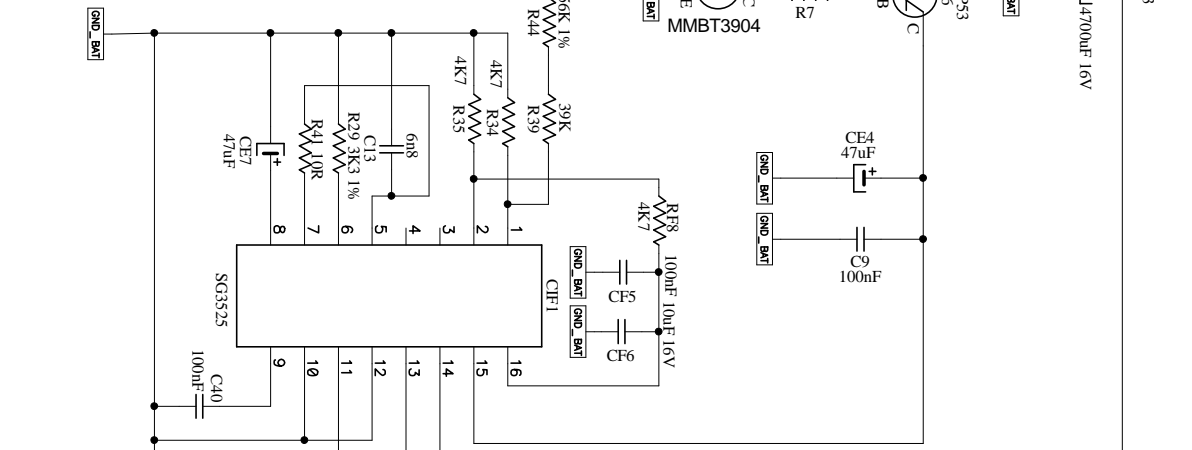 GND_BAT
56K 1%
R44
BAT
E
C
MMBT3904
R7
B
C
P53
4700uF 16V
4K7
R35
4K7
R34
39K
R39
6n8
C13
R29 3K3 1%
R41 10R
CE7
47uF
+
CE4
47uF
+
GND_BAT
GND_BAT
C9
100nF
RF8
4K7
8
7
6
5
4
3
2
1
SG3525
CIF1
GND_BAT
CF5
GND_BAT
CF6
100nF 10uF 16V
9
10
11
12
13
14
15
16
C40
100nF